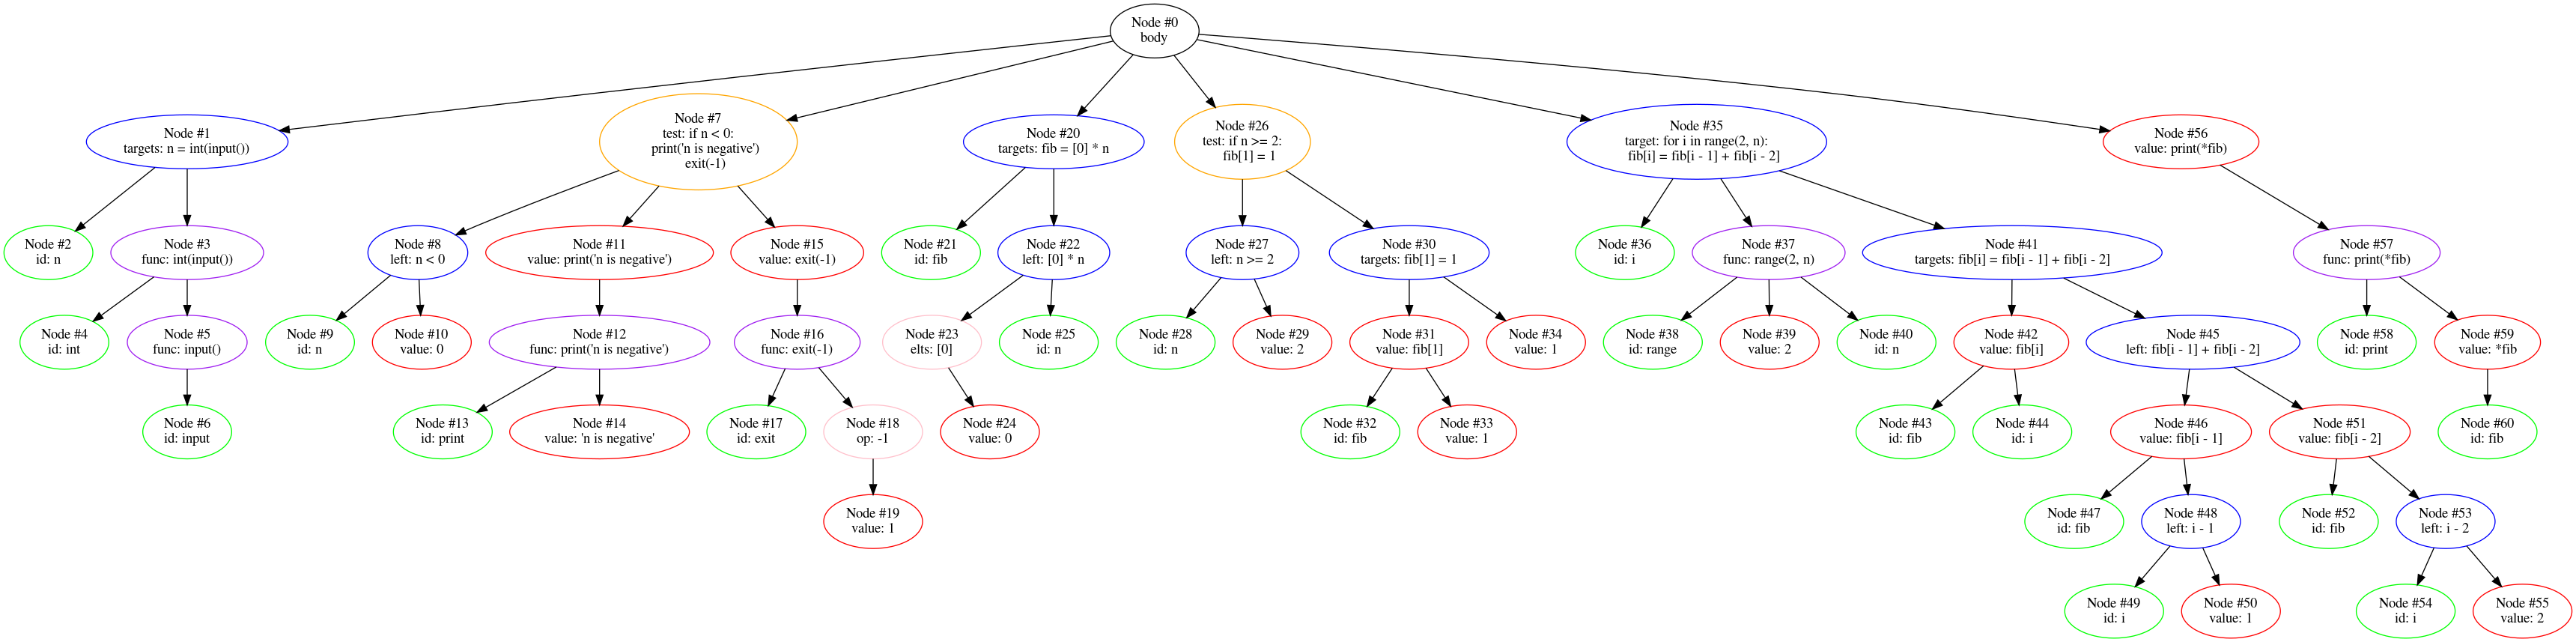 Node #0
body
Node #1
targets: n = int(input())
Node #7
test: if n < 0:
print('n is negative')
exit(-1)
Node #20
targets: fib = [0] * n
Node #26
test: if n >= 2:
fib[1] = 1
Node #35
target: for i in range(2, n):
fib[i] = fib[i - 1] + fib[i - 2]
Node #56
value: print(*fib)
Node #2
id: n
Node #3
func: int(input())
Node #8
left: n < 0
Node #11
value: print('n is negative')
Node #15
value: exit(-1)
Node #21
id: fib
Node #22
left: [0] * n
Node #27
left: n >= 2
Node #30
targets: fib[1] = 1
Node #36
id: i
Node #37
func: range(2, n)
Node #41
targets: fib[i] = fib[i - 1] + fib[i - 2]
Node #57
func: print(*fib)
Node #4
id: int
Node #5
func: input()
Node #9
id: n
Node #10
value: 0
Node #12
func: print('n is negative')
Node #16
func: exit(-1)
Node #23
elts: [0]
Node #25
id: n
Node #28
id: n
Node #29
value: 2
Node #31
value: fib[1]
Node #34
value: 1
Node #38
id: range
Node #39
value: 2
Node #40
id: n
Node #42
value: fib[i]
Node #45
left: fib[i - 1] + fib[i - 2]
Node #58
id: print
Node #59
value: *fib
Node #6
id: input
Node #13
id: print
Node #14
value: 'n is negative'
Node #17
id: exit
Node #18
op: -1
Node #24
value: 0
Node #32
id: fib
Node #33
value: 1
Node #43
id: fib
Node #44
id: i
Node #46
value: fib[i - 1]
Node #51
value: fib[i - 2]
Node #60
id: fib
Node #19
value: 1
Node #47
id: fib
Node #48
left: i - 1
Node #52
id: fib
Node #53
left: i - 2
Node #49
id: i
Node #50
value: 1
Node #54
id: i
Node #55
value: 2